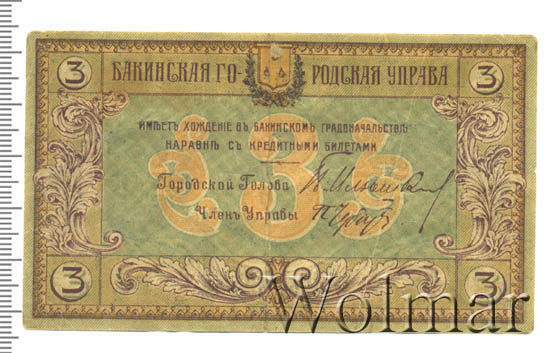 3 БАКИНСКАЯ ГО- РОДСКАЯ УПРАВА 3
ИМѢЕТЪ ХОЖДЕНІЕ ВЪ БАКИНСКОМЪ ГРАДОНАЧАЛЬСТВѢ
НАРАВНѢ СЪ КРЕДИТНЫМИ БИЛЕТАМИ
3
Городской Голова
Членъ Управы
3 3
Wolmar